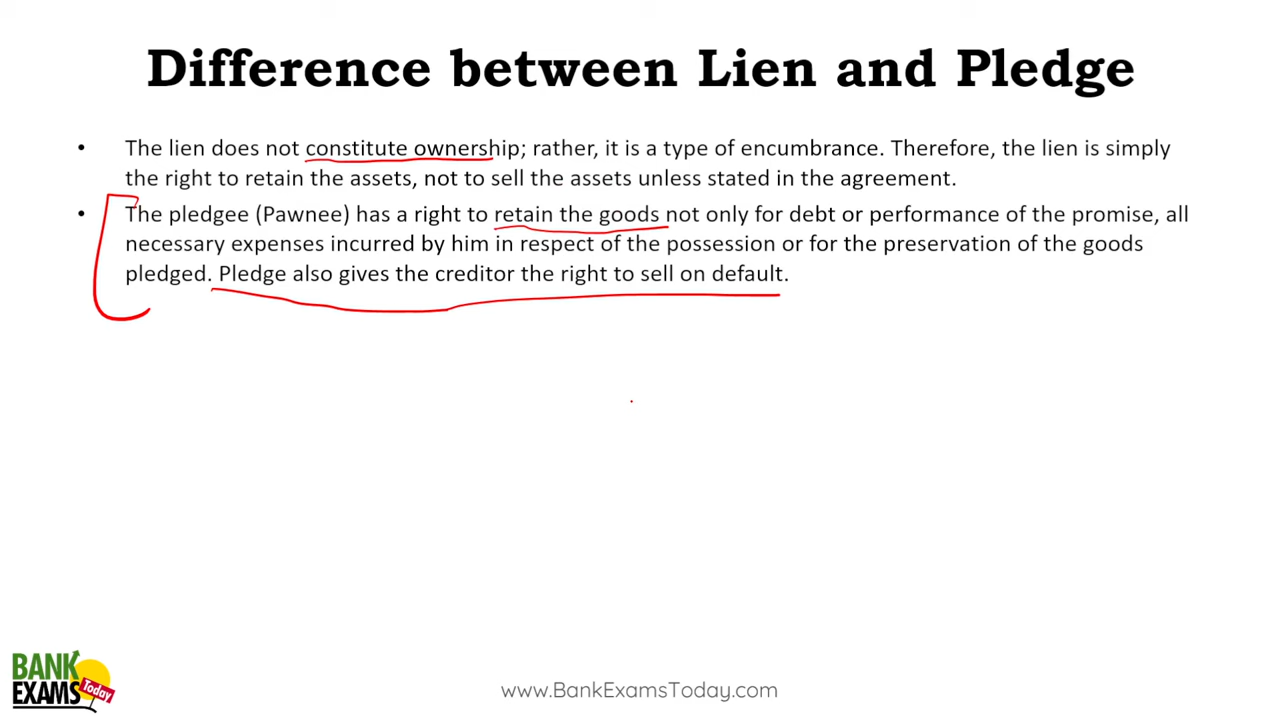 Difference between Lien and Pledge
• The lien does not constitute ownership; rather, it is a type of encumbrance. Therefore, the lien is simply
the right to retain the assets, not to sell the assets unless stated in the agreement.
• The pledgee (Pawnee) has a right to retain the goods not only for debt or performance of the promise, all
necessary expenses incurred by him in respect of the possession or for the preservation of the goods
pledged. Pledge also gives the creditor the right to sell on default.
BANK
EXAMS
Today
www.BankExamsToday.com